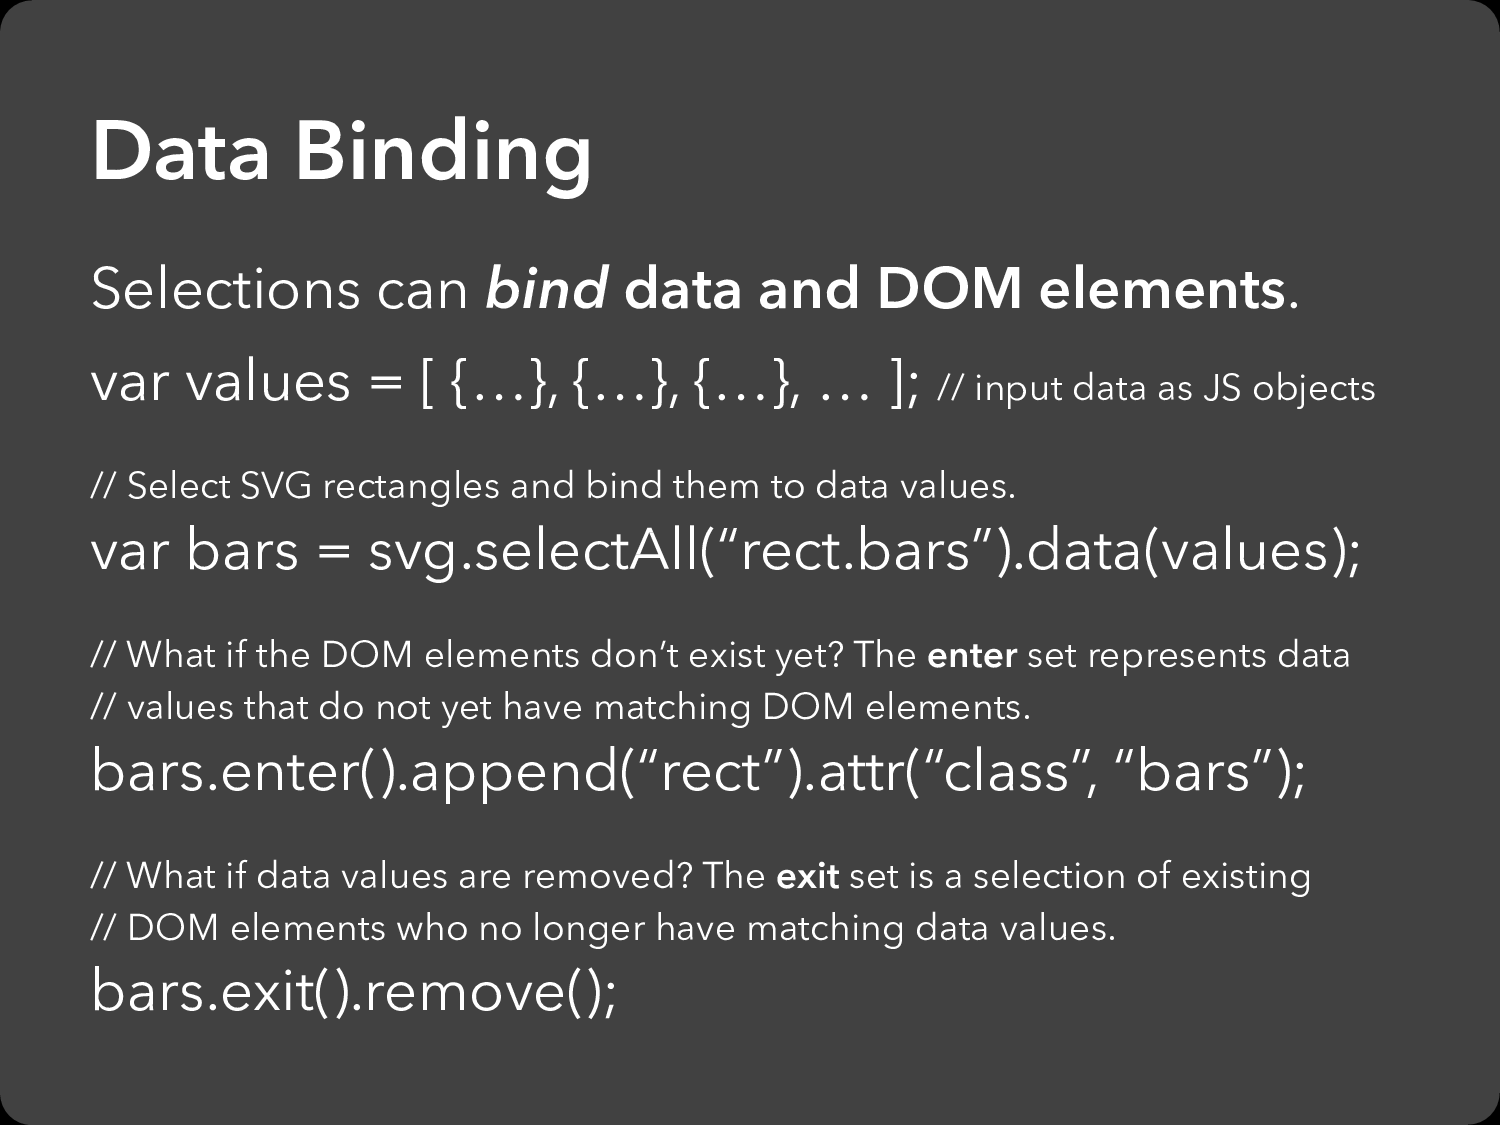 Data Binding
Selections can bind data and DOM elements.
var values = [ {…}, {…}, {…}, … ]; // input data as JS objects
// Select SVG rectangles and bind them to data values.
var bars = svg.selectAll(“rect.bars”).data(values);
// What if the DOM elements don’t exist yet? The enter set represents data
// values that do not yet have matching DOM elements.
bars.enter().append(“rect”).attr(“class”, “bars”);
// What if data values are removed? The exit set is a selection of existing
// DOM elements who no longer have matching data values.
bars.exit().remove();